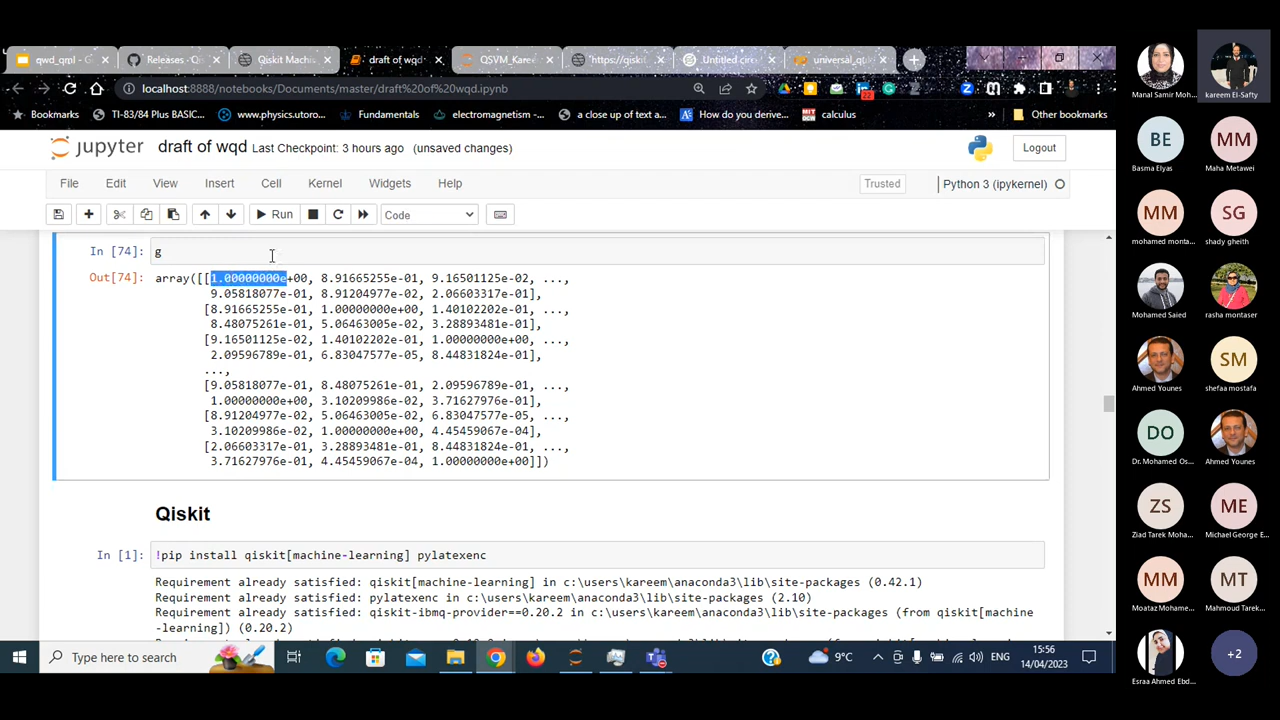 qwd_qml - G
Releases · Qi
Qiskit Machi
draft of wqd
QSVM_Karee
"https://qiskit
Untitled circ
universal_qu
localhost:8888/notebooks/Documents/master/draft%20of%20wqd.ipynb
22
Bookmarks
TI-83/84 Plus BASIC...
www.physics.utoro...
Fundamentals
electromagnetism -...
a close up of text a...
How do you derive...
calculus
»
Other bookmarks
jupyter
draft of wqd Last Checkpoint: 3 hours ago (unsaved changes)
Logout
File
Edit
View
Insert
Cell
Kernel
Widgets
Help
Trusted
Python 3 (ipykernel)
Run
Code
In [74]:
g
Out[74]:
array([[1.00000000e+00, 8.91665255e-01, 9.16501125e-02, ...,
9.05818077e-01, 8.91204977e-02, 2.06603317e-01],
[8.91665255e-01, 1.00000000e+00, 1.40102202e-01, ...,
8.48075261e-01, 5.06463005e-02, 3.28893481e-01],
[9.16501125e-02, 1.40102202e-01, 1.00000000e+00, ...,
2.09596789e-01, 6.83047577e-05, 8.44831824e-01],
...,
[9.05818077e-01, 8.48075261e-01, 2.09596789e-01, ...,
1.00000000e+00, 3.10209986e-02, 3.71627976e-01],
[8.91204977e-02, 5.06463005e-02, 6.83047577e-05, ...,
3.10209986e-02, 1.00000000e+00, 4.45459067e-04],
[2.06603317e-01, 3.28893481e-01, 8.44831824e-01, ...,
3.71627976e-01, 4.45459067e-04, 1.00000000e+00]])
Qiskit
In [1]:
!pip install qiskit[machine-learning] pylatexenc
Requirement already satisfied: qiskit[machine-learning] in c:\users\kareem\anaconda3\lib\site-packages (0.42.1)
Requirement already satisfied: pylatexenc in c:\users\kareem\anaconda3\lib\site-packages (2.10)
Requirement already satisfied: qiskit-ibmq-provider==0.20.2 in c:\users\kareem\anaconda3\lib\site-packages (from qiskit[machine
-learning]) (0.20.2)
Type here to search
9°C
ENG
15:56
14/04/2023
Manal Samir Moh...
kareem El-Safty
BE
Basma Elyas
MM
Maha Metawei
MM
mohamed monta...
SG
shady gheith
Mohamed Saied
rasha montaser
Ahmed Younes
SM
shefaa mostafa
DO
Dr. Mohamed Os...
Ahmed Younes
ZS
Ziad Tarek Moha...
ME
Michael George E...
MM
Moataz Mohame...
MT
Mahmoud Tarek...
Esraa Ahmed Ebd...
+2